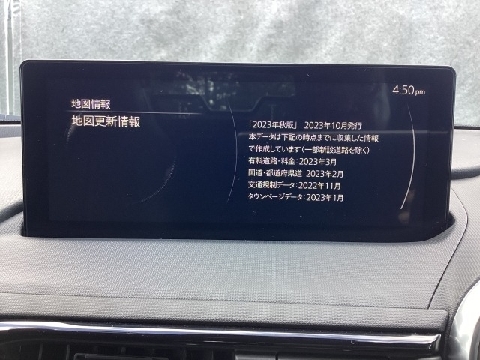 4:50pm
地図情報
地図更新情報
「2023年秋版」 2023年10月発行
本データは下記の時点までに収集した情報
で作成しています(一部新設道路を除く)
有料道路・料金：2023年3月
国道・都道府県道：2023年2月
交通規制データ：2022年11月
タウンページデータ：2023年1月